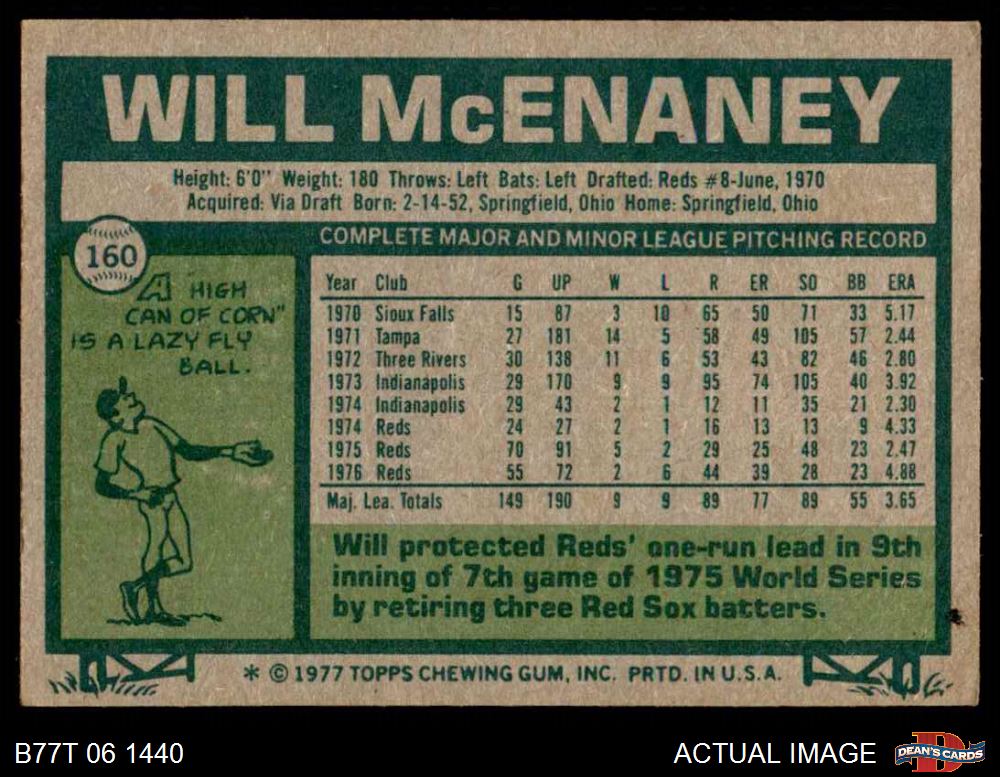 WILL McENANEY
Height: 6'0" Weight: 180 Throws: Left Bats: Left Drafted: Reds #8-June, 1970
Acquired: Via Draft Born: 2-14-52, Springfield, Ohio Home: Springfield, Ohio
160
A HIGH
CAN OF CORN"
IS A LAZY FLY
BALL.
COMPLETE MAJOR AND MINOR LEAGUE PITCHING RECORD
Year Club G UP W L R ER SO BB ERA
1970 Sioux Falls 15 87 3 10 65 50 71 33 5.17
1971 Tampa 27 181 14 5 58 49 105 57 2.44
1972 Three Rivers 30 138 11 6 53 43 82 46 2.80
1973 Indianapolis 29 170 9 9 95 74 105 40 3.92
1974 Indianapolis 29 43 2 1 12 11 35 21 2.30
1974 Reds 24 27 2 1 16 13 13 9 4.33
1975 Reds 70 91 5 2 29 25 48 23 2.47
1976 Reds 55 72 2 6 44 39 28 23 4.88
Maj. Lea. Totals 149 190 9 9 89 77 89 55 3.65
Will protected Reds' one-run lead in 9th
inning of 7th game of 1975 World Series
by retiring three Red Sox batters.
* © 1977 TOPPS CHEWING GUM, INC. PRTD. IN U.S.A.
B77T 06 1440
ACTUAL IMAGE
D
DEAN'S CARDS